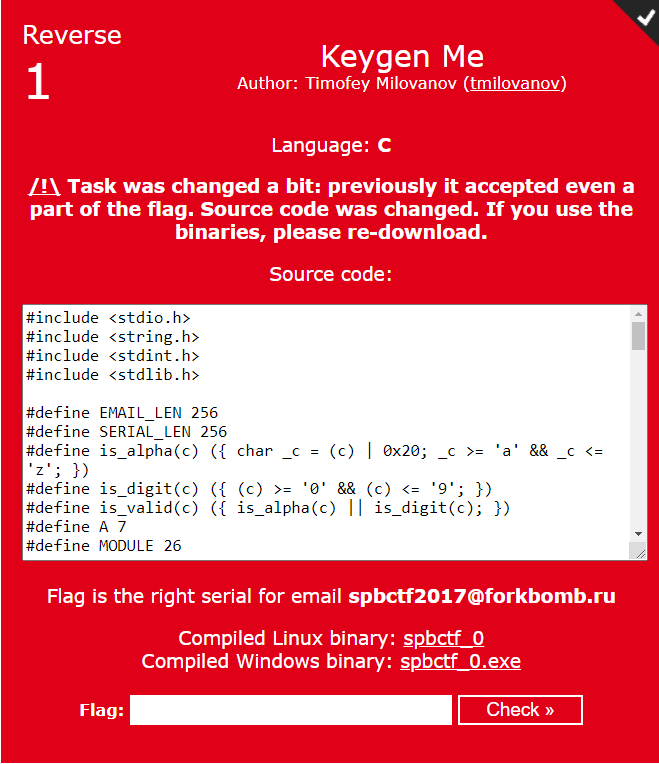 Reverse
1
Keygen Me
Author: Timofey Milovanov (tmilovanov)
Language: C
/!\ Task was changed a bit: previously it accepted even a
part of the flag. Source code was changed. If you use the
binaries, please re-download.
Source code:
#include <stdio.h>
#include <string.h>
#include <stdint.h>
#include <stdlib.h>
#define EMAIL_LEN 256
#define SERIAL_LEN 256
#define is_alpha(c) ({ char _c = (c) | 0x20; _c >= 'a' && _c <=
'z'; })
#define is_digit(c) ({ (c) >= '0' && (c) <= '9'; })
#define is_valid(c) ({ is_alpha(c) || is_digit(c); })
#define A 7
#define MODULE 26
Flag is the right serial for email spbctf2017@forkbomb.ru
Compiled Linux binary: spbctf_0
Compiled Windows binary: spbctf_0.exe
Flag:
Check »